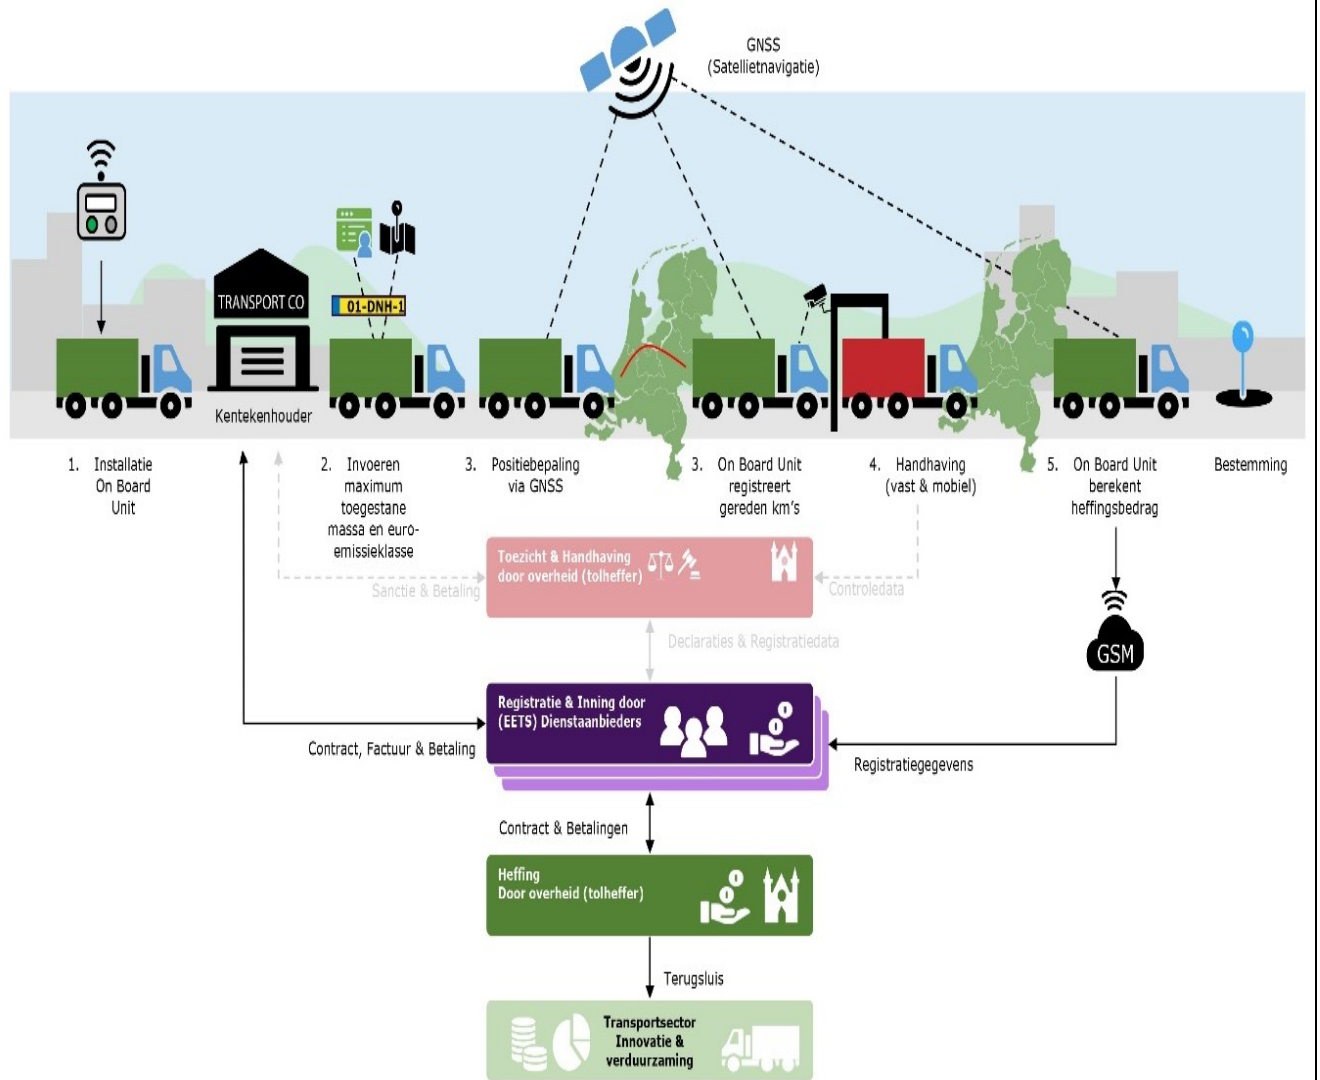 GNSS
(Satellietnavigatie)
TRANSPORT CO
01-DNH-1
Kentekenhouder
1. Installatie
On Board
Unit
2. Invoeren
maximum
toegestane
massa en euro-
emissieklasse
3. Positiebepaling
via GNSS
3. On Board Unit
registreert
gereden km's
4. Handhaving
(vast & mobiel)
5. On Board Unit
berekent
heffingsbedrag
Bestemming
Toezicht & Handhaving
door overheid (tolheffer)
Sanctie & Betaling
Controledata
Declaraties & Registratiedata
GSM
Registratie & Inning door
(EETS) Dienstaanbieders
Contract, Factuur & Betaling
Registratiegegevens
Contract & Betalingen
Heffing
Door overheid (tolheffer)
Terugsluis
Transportsector
Innovatie &
verduurzaming